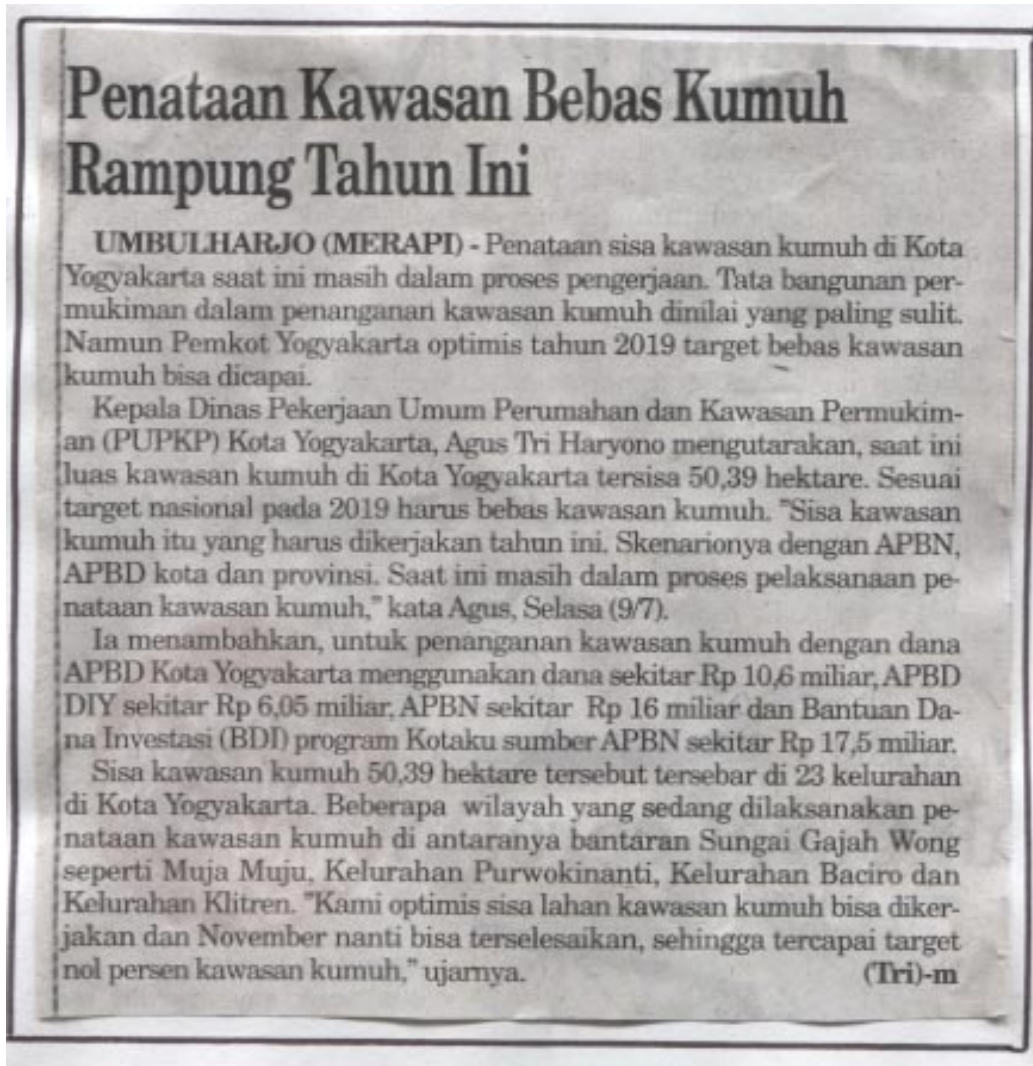 Penataan Kawasan Bebas Kumuh
Rampung Tahun Ini
UMBULHARJO (MERAPI) - Penataan sisa kawasan kumuh di Kota
Yogyakarta saat ini masih dalam proses pengerjaan. Tata bangunan per-
mukiman dalam penanganan kawasan kumuh dinilai yang paling sulit.
Namun Pemkot Yogyakarta optimis tahun 2019 target bebas kawasan
kumuh bisa dicapai.
Kepala Dinas Pekerjaan Umum Perumahan dan Kawasan Permukim-
an (PUPKP) Kota Yogyakarta, Agus Tri Haryono mengutarakan, saat ini
luas kawasan kumuh di Kota Yogyakarta tersisa 50,39 hektare. Sesuai
target nasional pada 2019 harus bebas kawasan kumuh. "Sisa kawasan
kumuh itu yang harus dikerjakan tahun ini. Skenarionya dengan APBN,
APBD kota dan provinsi. Saat ini masih dalam proses pelaksanaan pe-
nataan kawasan kumuh," kata Agus, Selasa (9/7).
Ia menambahkan, untuk penanganan kawasan kumuh dengan dana
APBD Kota Yogyakarta menggunakan dana sekitar Rp 10,6 miliar, APBD
DIY sekitar Rp 6,05 miliar, APBN sekitar Rp 16 miliar dan Bantuan Da-
na Investasi (BDI) program Kotaku sumber APBN sekitar Rp 17,5 miliar.
Sisa kawasan kumuh 50,39 hektare tersebut tersebar di 23 kelurahan
di Kota Yogyakarta. Beberapa wilayah yang sedang dilaksanakan pe-
nataan kawasan kumuh di antaranya bantaran Sungai Gajah Wong
seperti Muja Muju, Kelurahan Purwokinanti, Kelurahan Baciro dan
Kelurahan Klitren. "Kami optimis sisa lahan kawasan kumuh bisa diker-
jakan dan November nanti bisa terselesaikan, sehingga tercapai target
nol persen kawasan kumuh," ujarnya. (Tri)-m